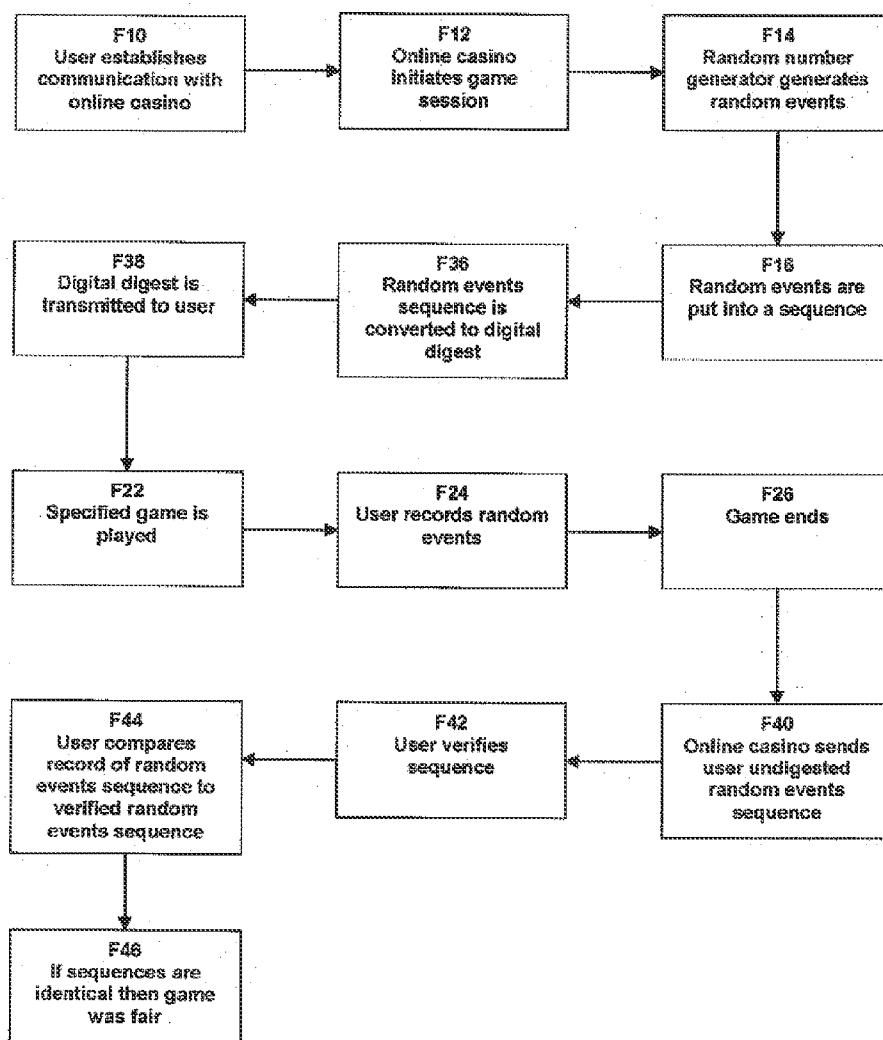 F10
User establishes
communication with
online casino
F12
Online casino
initiates game
session
F14
Random number
generator generates
random events
F16
Random events are
put into a sequence
F36
Random events
sequence is
converted to digital
digest
F38
Digital digest is
transmitted to user
F22
Specified game is
played
F24
User records random
events
F26
Game ends
F40
Online casino sends
user undigested
random events
sequence
F42
User verifies
sequence
F44
User compares
record of random
events sequence to
verified random
events sequence
F46
If sequences are
identical then game
was fair